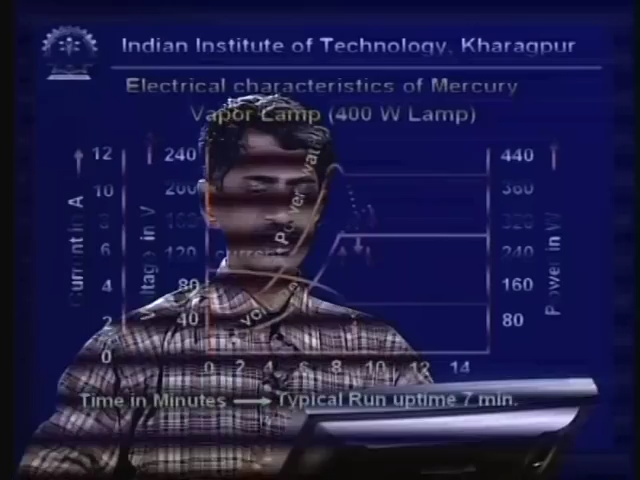 Indian Institute of Technology, Kharagpur
Electrical characteristics of Mercury
Vapor Lamp (400 W Lamp)
12 240 440
10 200 360
320
6 120 240
4 80 160
2 40 80
0
0 2 4 6 8 10 12 14
Current in A
Voltage in V
Power in W
current
Power
Time in Minutes → Typical Run uptime 7 min.